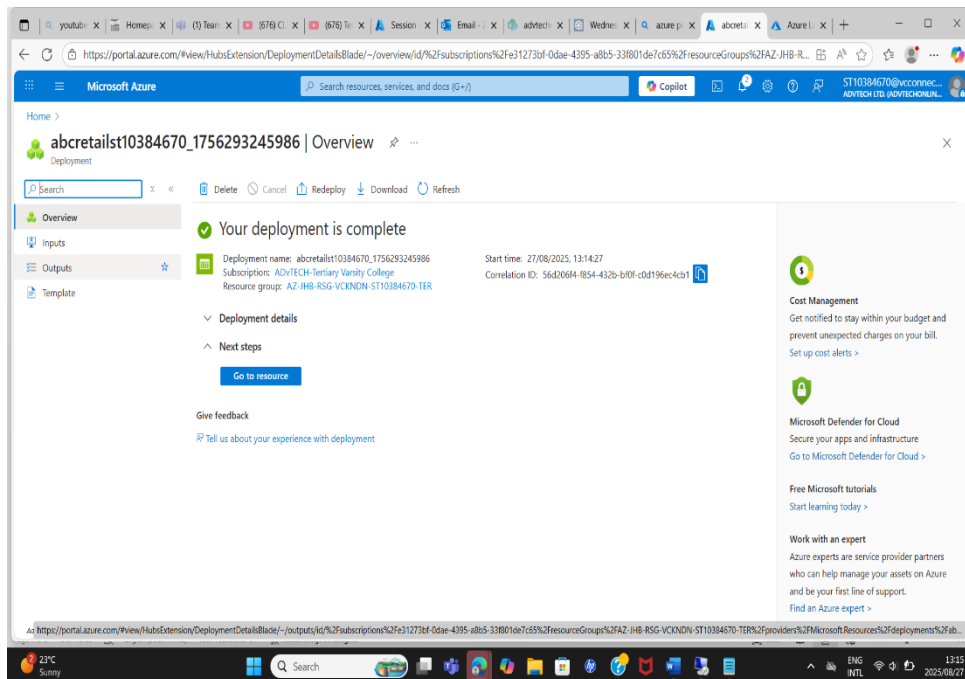 youtube
Homep
(1) Team
(676) CL
(676) Te
Session
Email -
advtech
Wednes
azure p
abcretai
Azure L
https://portal.azure.com/#view/HubsExtension/DeploymentDetailsBlade/~/overview/id/%2Fsubscriptions%2Fe31273bf-0dae-4395-a8b5-33f801de7c65%2FresourceGroups%2FAZ-JHB-R...
Microsoft Azure
Search resources, services, and docs (G+/)
Copilot
2
ST10384670@vcconnec...
ADVTECH LTD. (ADVTECHONLIN...
Home >
abcretailst10384670_1756293245986 | Overview
Deployment
Search
Delete
Cancel
Redeploy
Download
Refresh
Overview
Inputs
Outputs
Template
Your deployment is complete
Deployment name: abcretailst10384670_1756293245986
Subscription: ADvTECH-Tertiary Varsity College
Resource group: AZ-JHB-RSG-VCKNDN-ST10384670-TER
Start time: 27/08/2025, 13:14:27
Correlation ID: 56d206f4-f854-432b-bf0f-c0d196ec4cb1
Deployment details
Next steps
Go to resource
Give feedback
Tell us about your experience with deployment
Cost Management
Get notified to stay within your budget and
prevent unexpected charges on your bill.
Set up cost alerts >
Microsoft Defender for Cloud
Secure your apps and infrastructure
Go to Microsoft Defender for Cloud >
Free Microsoft tutorials
Start learning today >
Work with an expert
Azure experts are service provider partners
who can help manage your assets on Azure
and be your first line of support.
Find an Azure expert >
https://portal.azure.com/#view/HubsExtension/DeploymentDetailsBlade/~/outputs/id/%2Fsubscriptions%2Fe31273bf-0dae-4395-a8b5-33f801de7c65%2FresourceGroups%2FAZ-JHB-RSG-VCKNDN-ST10384670-TER%2Fproviders%2FMicrosoft.Resources%2Fdeployments%2Fab...
2
23°C
Sunny
Search
ENG
INTL
13:15
2025/08/27